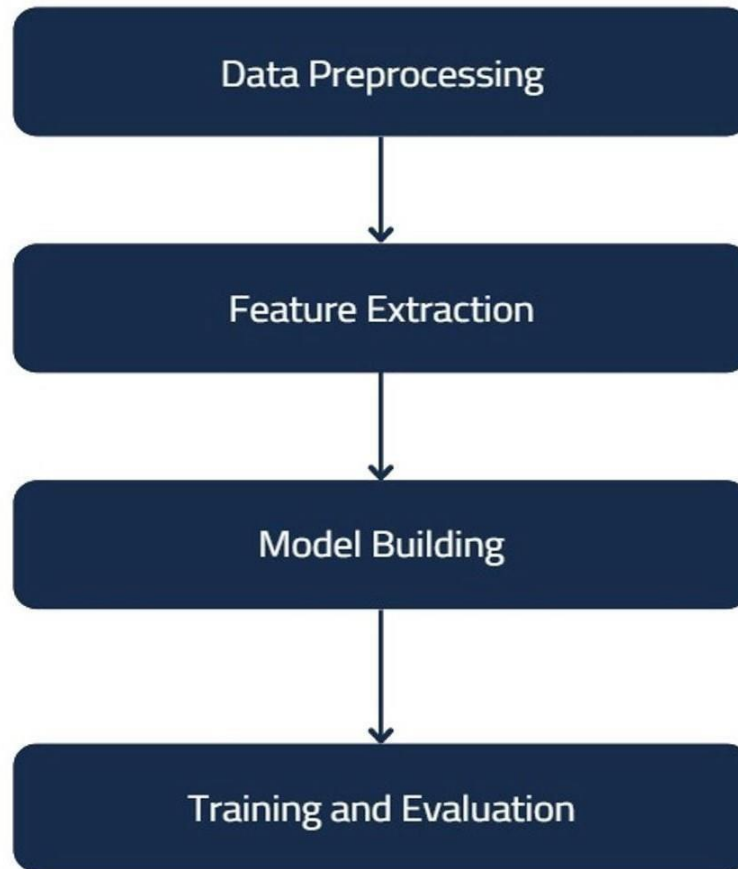 Data Preprocessing
Feature Extraction
Model Building
Training and Evaluation